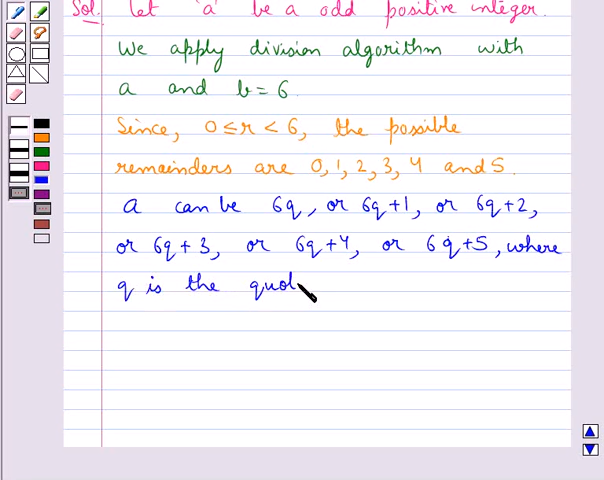 Sol. Let 'a' be a odd positive integer.
We apply division algorithm with
a and b = 6
Since, 0 ≤ r < 6, the possible
remainders are 0, 1, 2, 3, 4 and 5.
a can be 6q, or 6q+1, or 6q+2,
or 6q+3, or 6q+4, or 6q+5, where
q is the quot